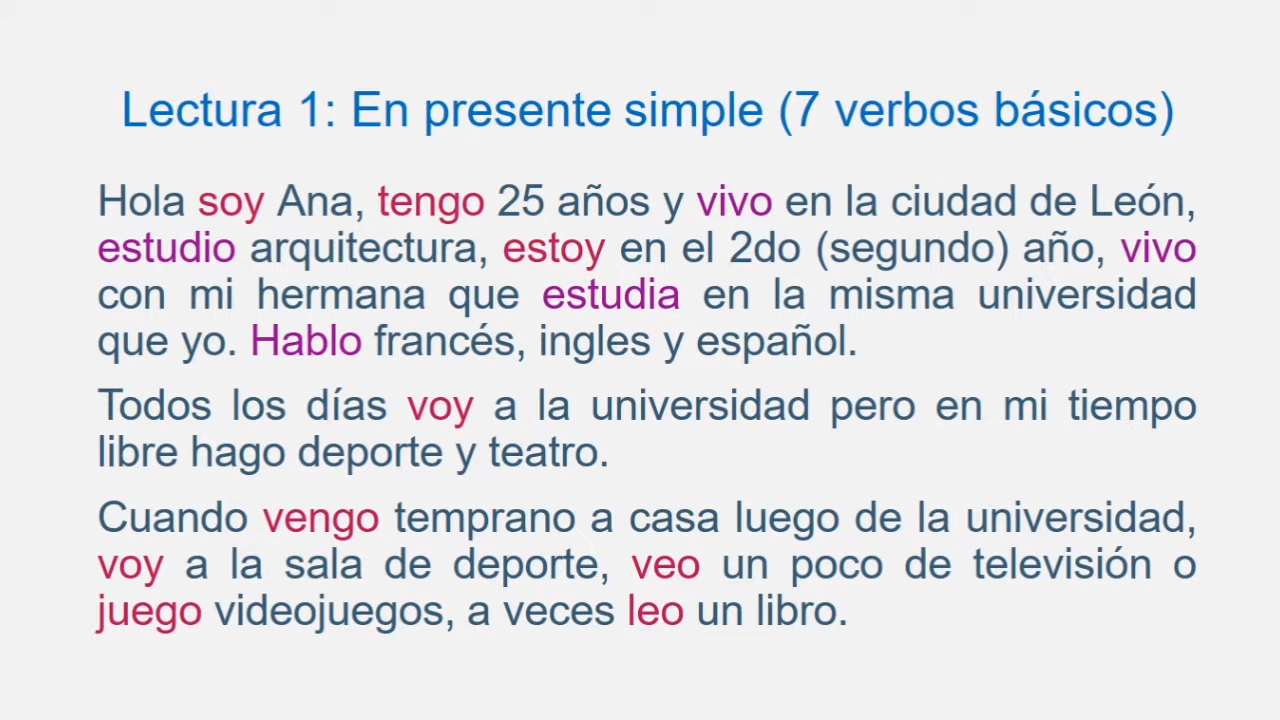 Lectura 1: En presente simple (7 verbos básicos)
Hola soy Ana, tengo 25 años y vivo en la ciudad de León,
estudio arquitectura, estoy en el 2do (segundo) año, vivo
con mi hermana que estudia en la misma universidad
que yo. Hablo francés, ingles y español.
Todos los días voy a la universidad pero en mi tiempo
libre hago deporte y teatro.
Cuando vengo temprano a casa luego de la universidad,
voy a la sala de deporte, veo un poco de televisión o
juego videojuegos, a veces leo un libro.